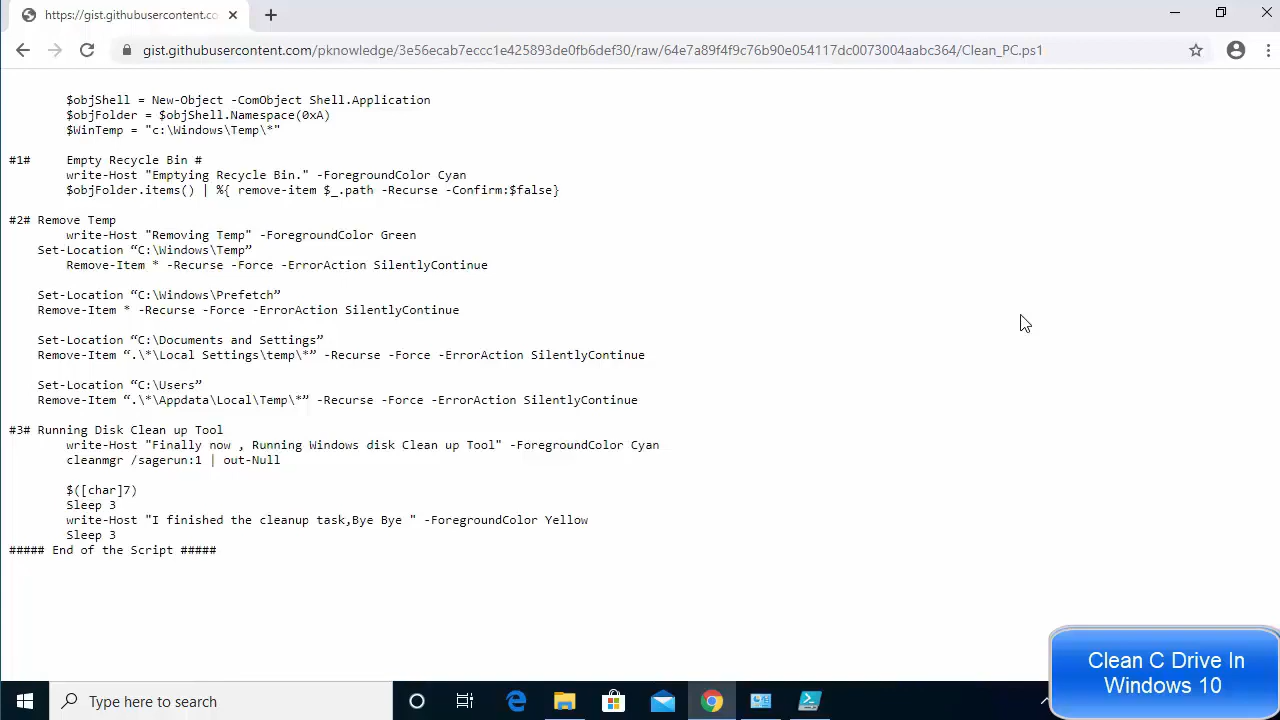 https://gist.githubusercontent.co
gist.githubusercontent.com/pknowledge/3e56ecab7eccc1e425893de0fb6def30/raw/64e7a89f4f9c76b90e054117dc0073004aabc364/Clean_PC.ps1
$objShell = New-Object -ComObject Shell.Application
$objFolder = $objShell.Namespace(0xA)
$WinTemp = "c:\Windows\Temp\*"
#1# Empty Recycle Bin #
write-Host "Emptying Recycle Bin." -ForegroundColor Cyan
$objFolder.items() | %{ remove-item $_.path -Recurse -Confirm:$false}
#2# Remove Temp
write-Host "Removing Temp" -ForegroundColor Green
Set-Location “C:\Windows\Temp”
Remove-Item * -Recurse -Force -ErrorAction SilentlyContinue
Set-Location “C:\Windows\Prefetch”
Remove-Item * -Recurse -Force -ErrorAction SilentlyContinue
Set-Location “C:\Documents and Settings”
Remove-Item “.\*\Local Settings\temp\*” -Recurse -Force -ErrorAction SilentlyContinue
Set-Location “C:\Users”
Remove-Item “.\*\Appdata\Local\Temp\*” -Recurse -Force -ErrorAction SilentlyContinue
#3# Running Disk Clean up Tool
write-Host "Finally now , Running Windows disk Clean up Tool" -ForegroundColor Cyan
cleanmgr /sagerun:1 | out-Null
$([char]7)
Sleep 3
write-Host "I finished the cleanup task,Bye Bye " -ForegroundColor Yellow
Sleep 3
##### End of the Script #####
Clean C Drive In
Windows 10
Type here to search